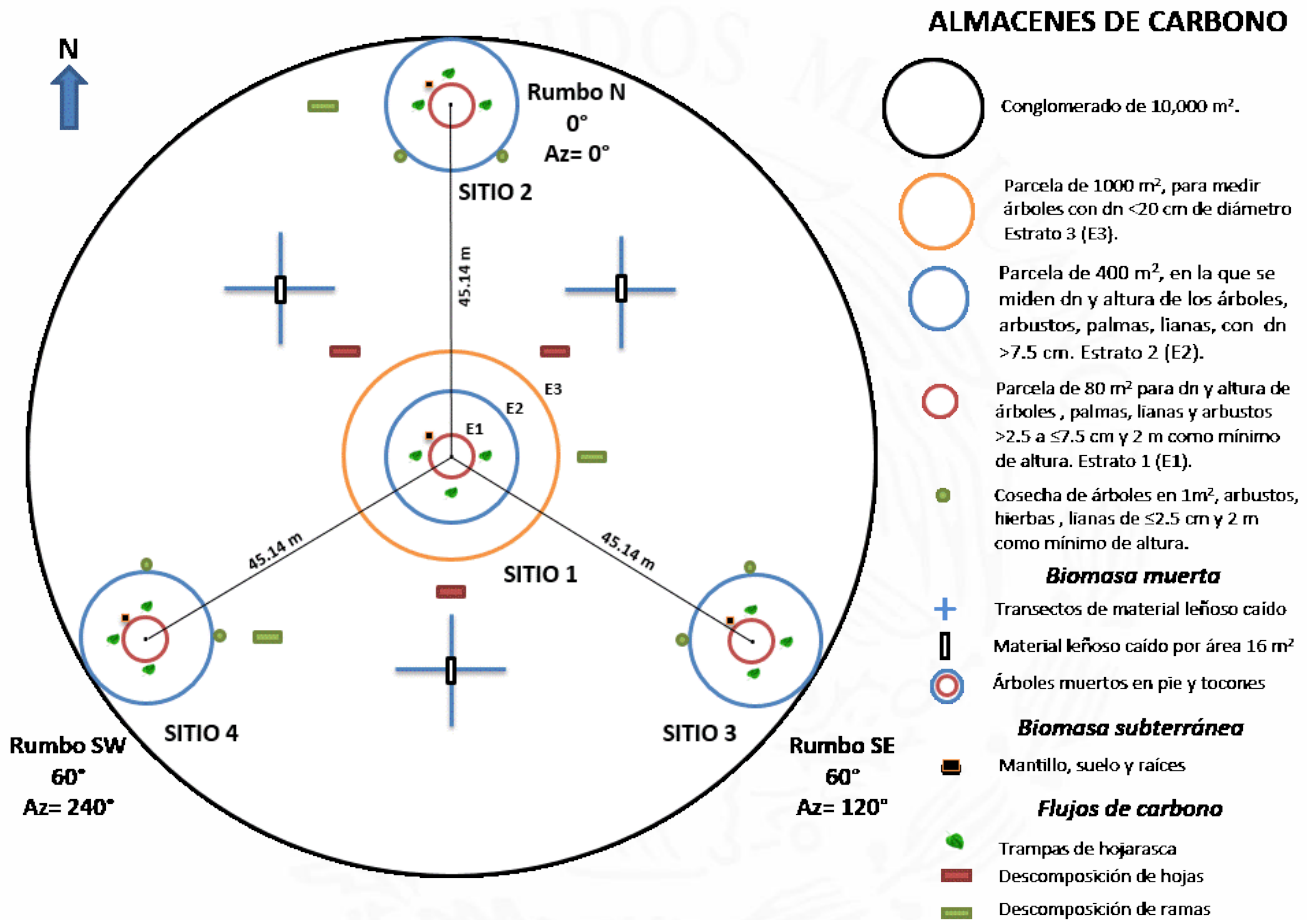 ALMACENES DE CARBONO
N
Rumbo N
0°
Az= 0°
SITIO 2
45.14 m
E3
E2
E1
45.14 m
45.14 m
SITIO 1
SITIO 4
SITIO 3
Rumbo SW
60°
Az= 240°
Rumbo SE
60°
Az= 120°
Conglomerado de 10,000 m².
Parcela de 1000 m², para medir
árboles con dn <20 cm de diámetro
Estrato 3 (E3).
Parcela de 400 m², en la que se
miden dn y altura de los árboles,
arbustos, palmas, lianas, con dn
>7.5 cm. Estrato 2 (E2).
Parcela de 80 m² para dn y altura de
árboles , palmas, lianas y arbustos
>2.5 a ≤7.5 cm y 2 m como mínimo
de altura. Estrato 1 (E1).
Cosecha de árboles en 1m², arbustos,
hierbas , lianas de ≤2.5 cm y 2 m
como mínimo de altura.
Biomasa muerta
Transectos de material leñoso caído
Material leñoso caído por área 16 m²
Árboles muertos en pie y tocones
Biomasa subterránea
Mantillo, suelo y raíces
Flujos de carbono
Trampas de hojarasca
Descomposición de hojas
Descomposición de ramas